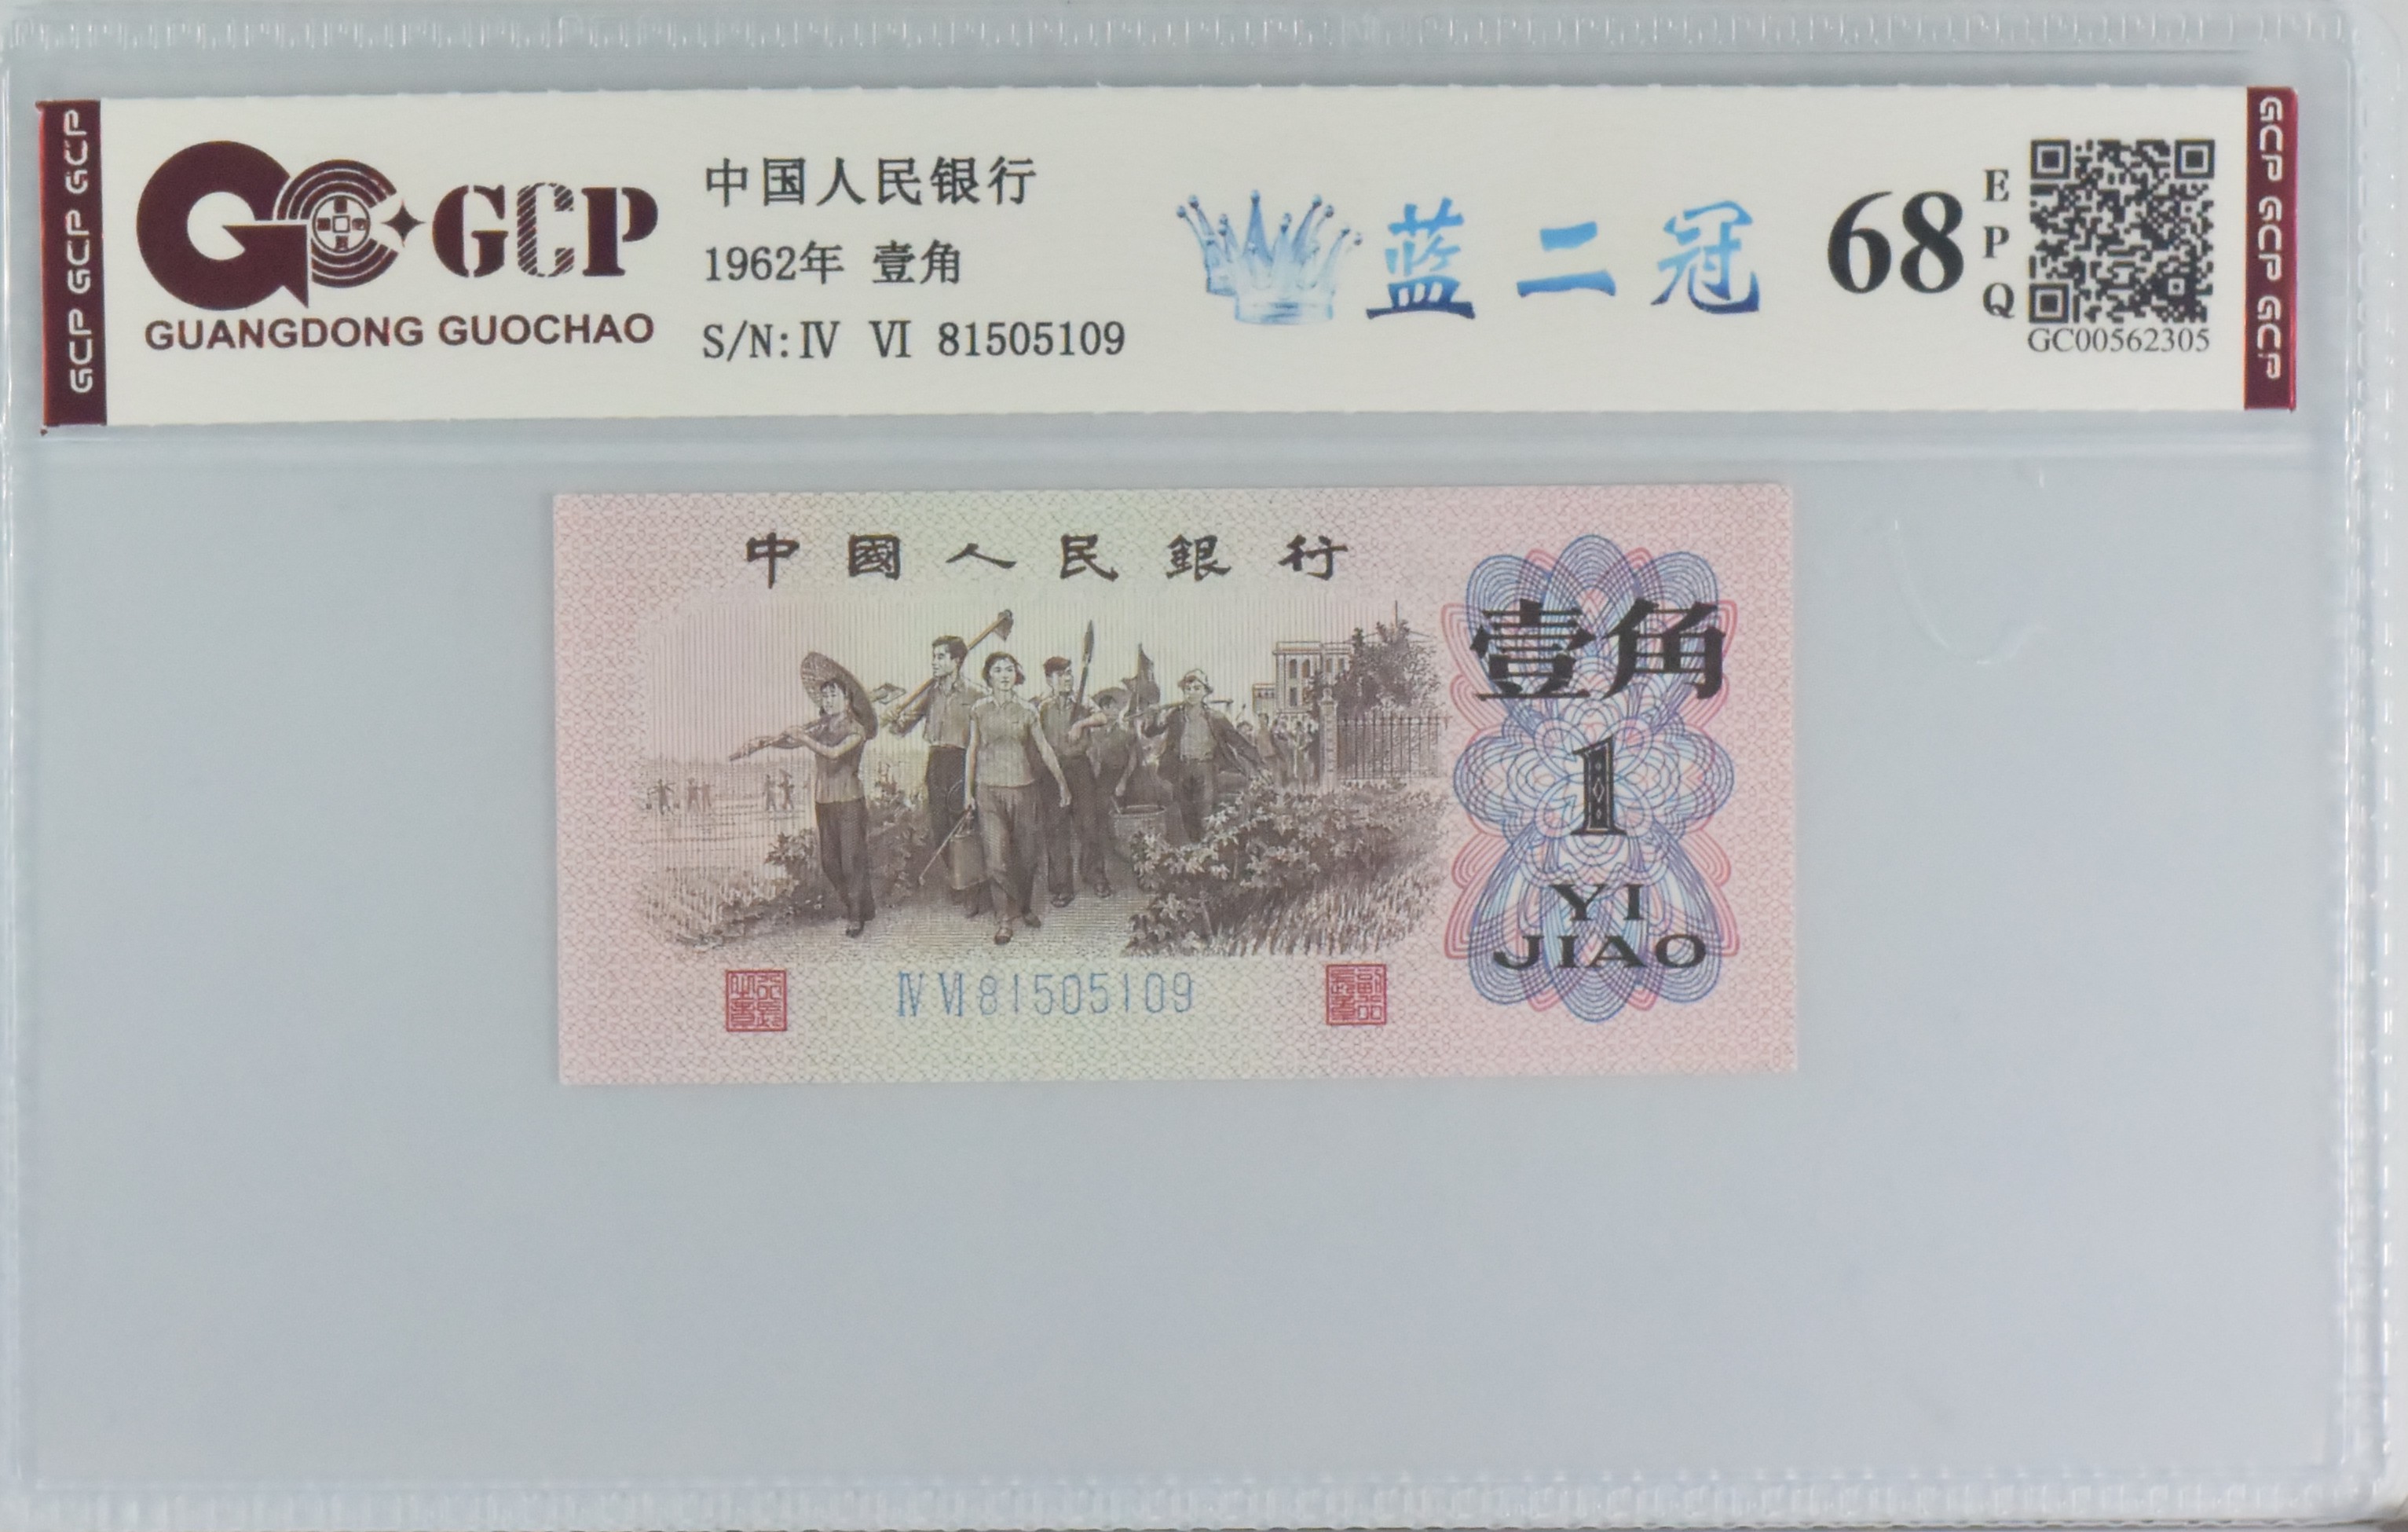 GCP GCP GCP
GCP
GUANGDONG GUOCHAO
中国人民银行
1962年 壹角
S/N:Ⅳ Ⅵ 81505109
蓝二冠
68
EPQ
GC00562305
GCP GCP GCP
中國人民銀行
壹角
1
YI
JIAO
Ⅳ Ⅵ 81505109